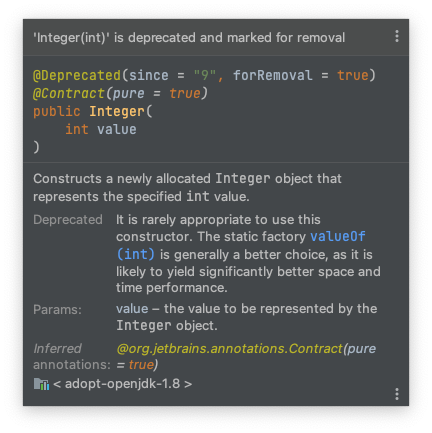 'Integer(int)' is deprecated and marked for removal
@Deprecated(since = "9", forRemoval = true)
@Contract(pure = true)
public Integer(
    int value
)
Constructs a newly allocated Integer object that
represents the specified int value.
Deprecated It is rarely appropriate to use this
constructor. The static factory valueOf
(int) is generally a better choice, as it is
likely to yield significantly better space and
time performance.
Params: value – the value to be represented by the
Integer object.
Inferred @org.jetbrains.annotations.Contract(pure
annotations: = true)
< adopt-openjdk-1.8 >